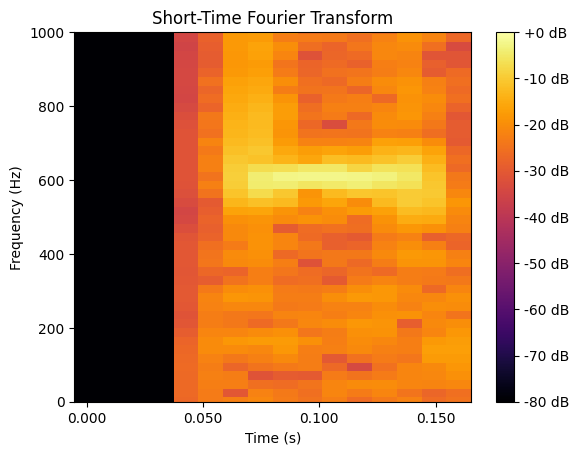 Short-Time Fourier Transform
1000
800
600
400
200
0
Frequency (Hz)
0.000
0.050
0.100
0.150
Time (s)
+0 dB
-10 dB
-20 dB
-30 dB
-40 dB
-50 dB
-60 dB
-70 dB
-80 dB